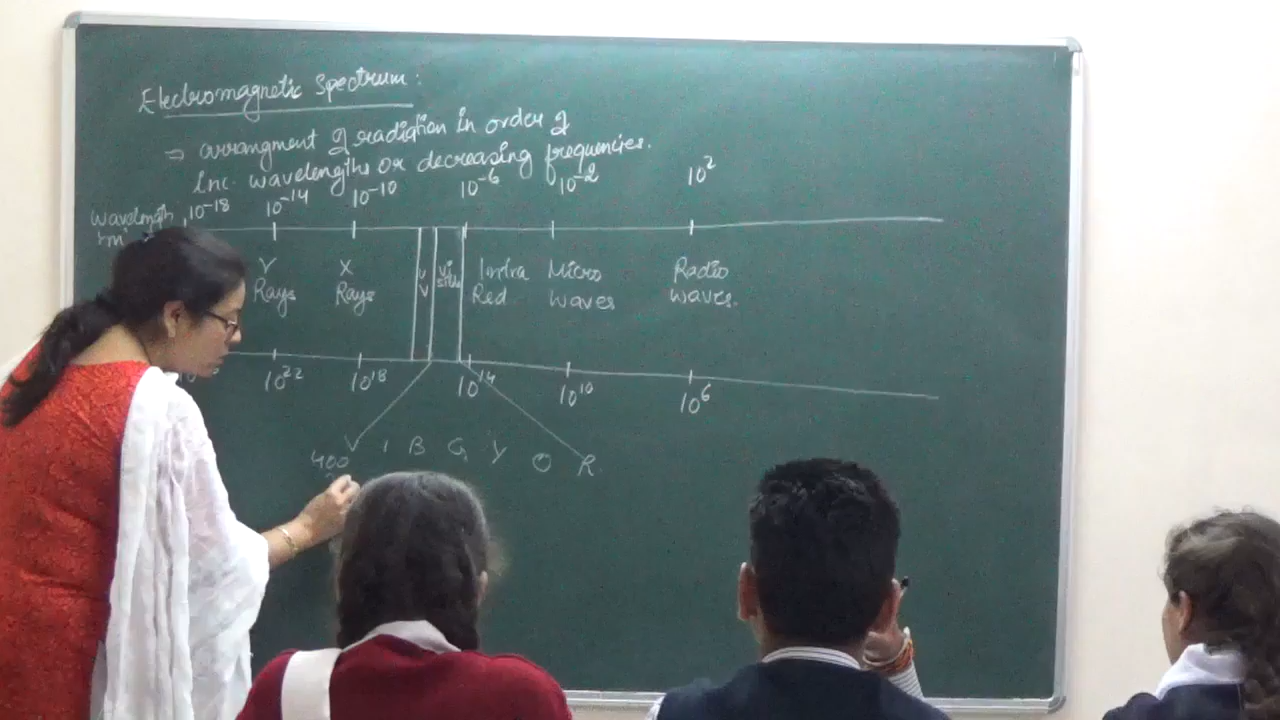 Electromagnetic Spectrum:
⇒ arrangment of radiation in order of
inc. wavelengths or decreasing frequencies.
Wavelength 10⁻¹⁸ 10⁻¹⁴ 10⁻¹⁰ 10⁻⁶ 10⁻² 10²
γ Rays
X Rays
UV
Visible
Infra Red
Micro waves
Radio waves.
10²² 10¹⁸ 10¹⁴ 10¹⁰ 10⁶
V I B G Y O R
400